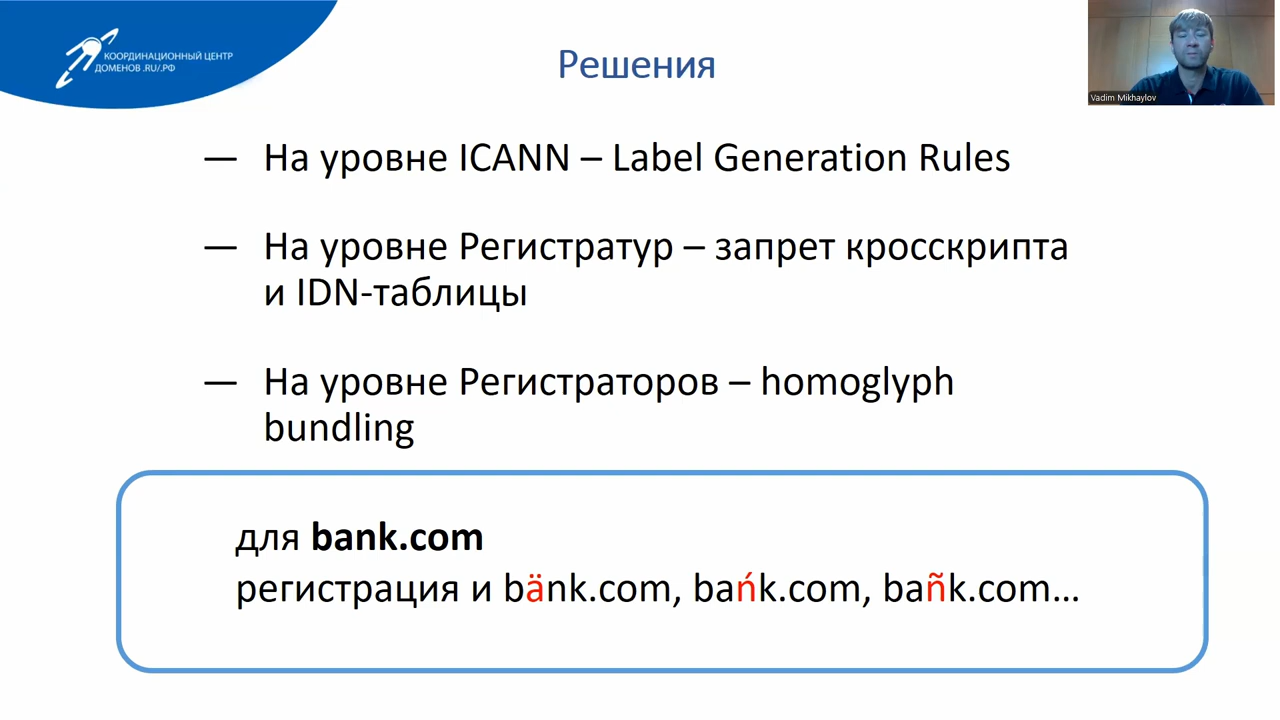 КООРДИНАЦИОННЫЙ ЦЕНТР
ДОМЕНОВ .RU/.РФ
Решения
Vadim Mikhaylov
— На уровне ICANN – Label Generation Rules
— На уровне Регистратур – запрет кросскрипта
и IDN-таблицы
— На уровне Регистраторов – homoglyph
bundling
для bank.com
регистрация и bänk.com, bańk.com, bañk.com...